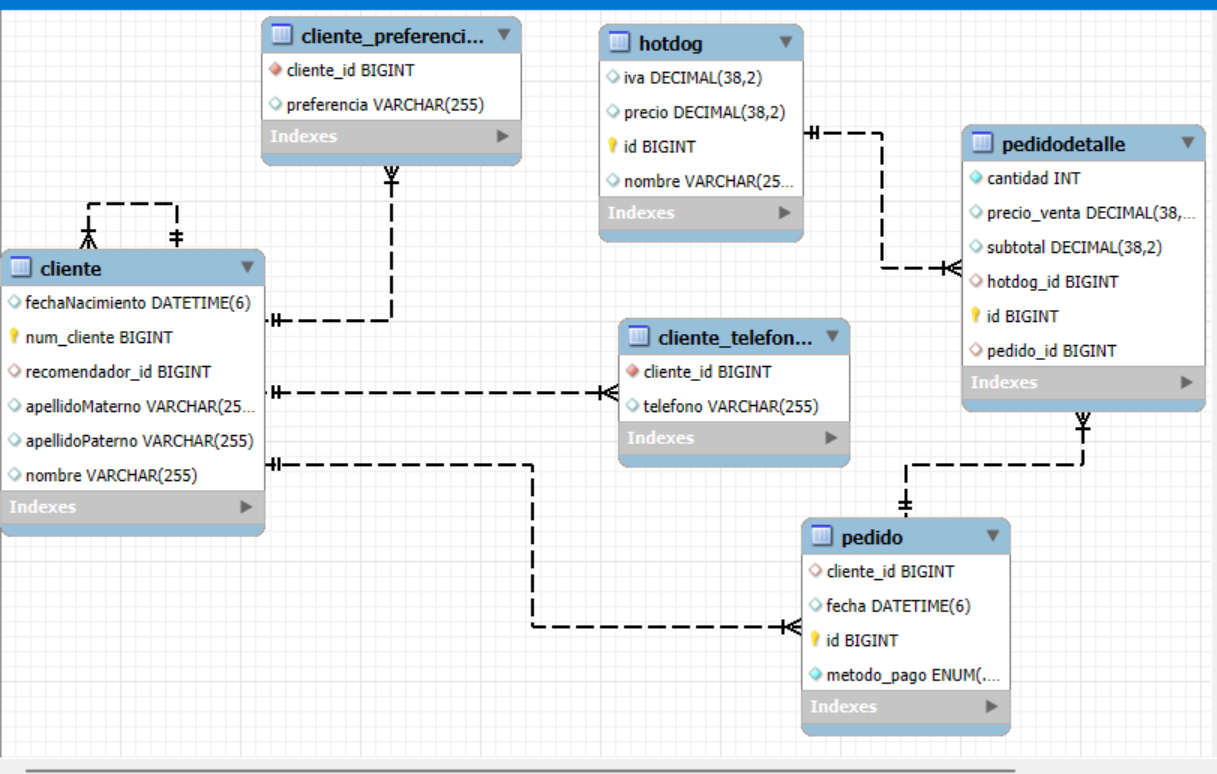 cliente_preferenci...
cliente_id BIGINT
preferencia VARCHAR(255)
Indexes
hotdog
iva DECIMAL(38,2)
precio DECIMAL(38,2)
id BIGINT
nombre VARCHAR(25...
Indexes
pedidodetalle
cantidad INT
precio_venta DECIMAL(38,...
subtotal DECIMAL(38,2)
hotdog_id BIGINT
id BIGINT
pedido_id BIGINT
Indexes
cliente
fechaNacimiento DATETIME(6)
num_cliente BIGINT
recomendador_id BIGINT
apellidoMaterno VARCHAR(25...
apellidoPaterno VARCHAR(255)
nombre VARCHAR(255)
Indexes
cliente_telefon...
cliente_id BIGINT
telefono VARCHAR(255)
Indexes
pedido
cliente_id BIGINT
fecha DATETIME(6)
id BIGINT
metodo_pago ENUM(....
Indexes